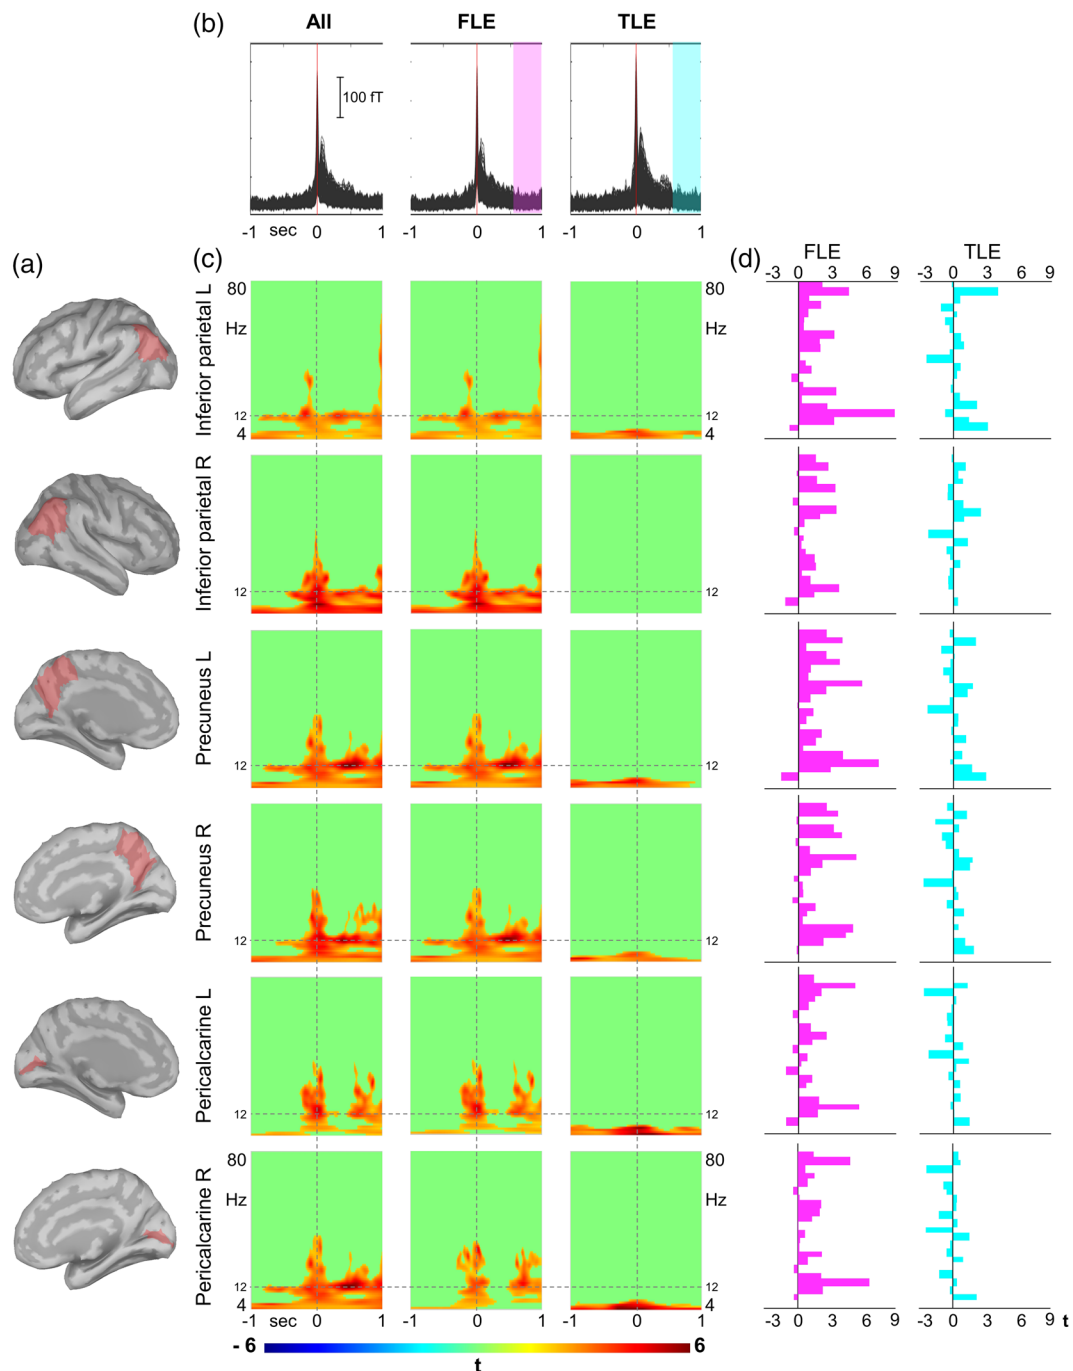 (b)
All FLE TLE
100 fT
-1 sec 0 1 -1 0 1 -1 0 1
(a) (c) (d)
FLE TLE
-3 0 3 6 9 -3 0 3 6 9
Inferior parietal L
80 80
Hz Hz
12 12
4 4
Inferior parietal R
12 12
Precuneus L
12 12
Precuneus R
12 12
Pericalcarine L
12 12
Pericalcarine R
80 80
Hz Hz
12 12
4 4
-1 sec 0 1 -1 0 1 -1 0 1
-3 0 3 6 9 -3 0 3 6 9 t
- 6 6
t